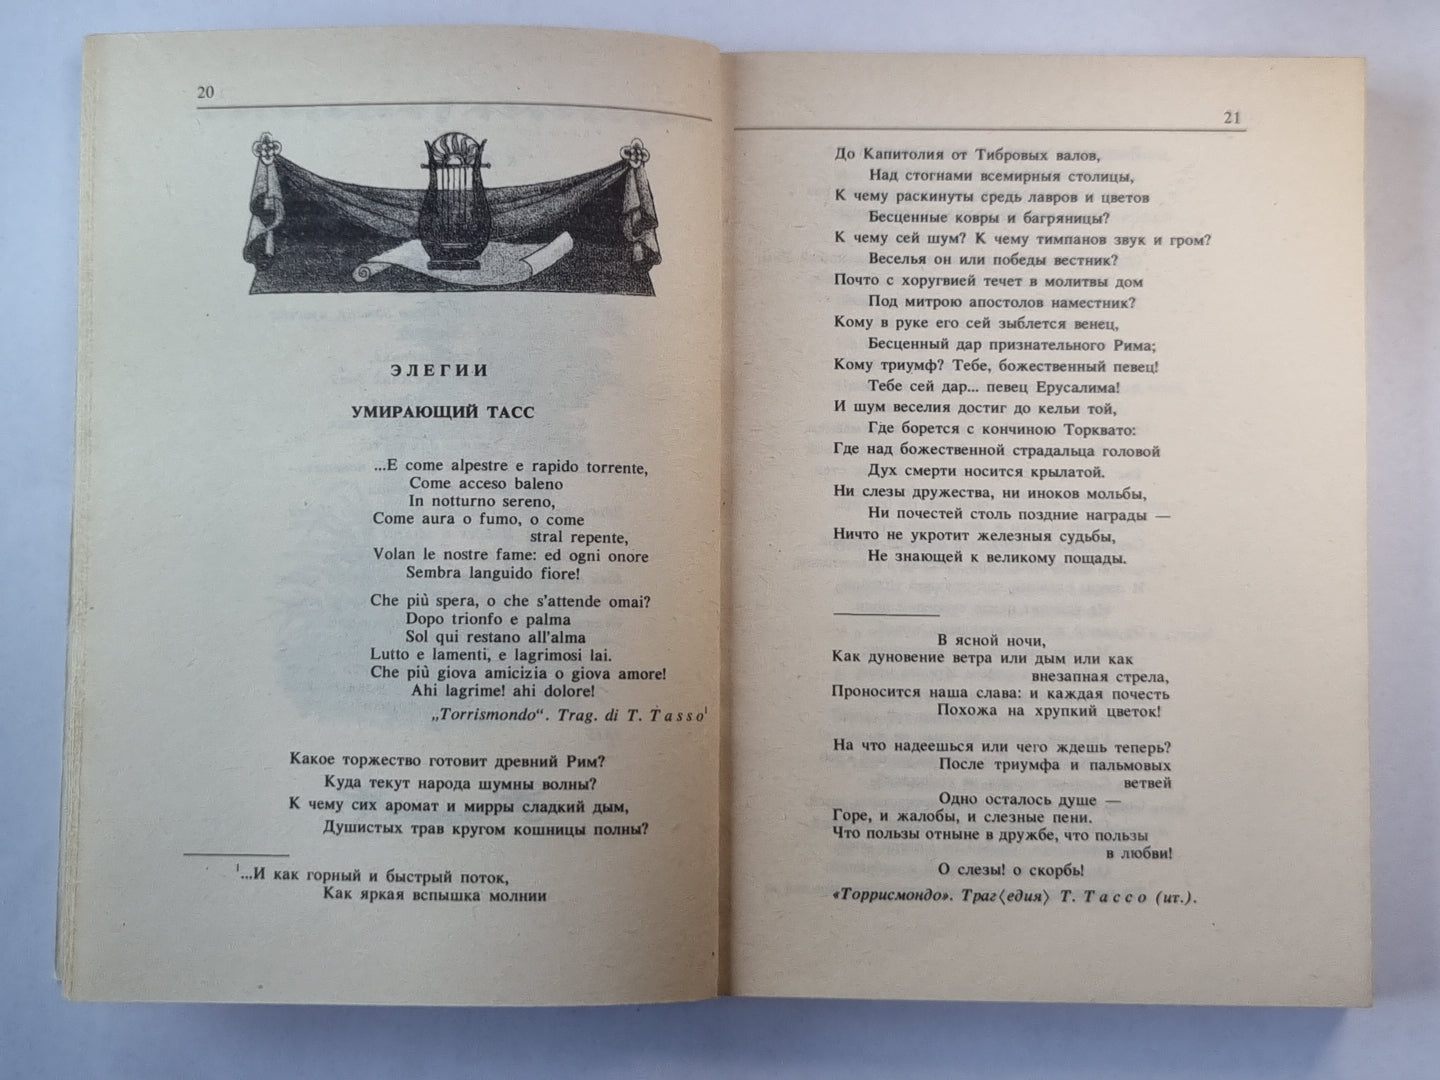 20
ЭЛЕГИИ
УМИРАЮЩИЙ ТАСС
...E come alpestre e rapido torrente,
Come acceso baleno
In notturno sereno,
Come aura o fumo, o come
stral repente,
Volan le nostre fame: ed ogni onore
Sembra languido fiore!
Che più spera, o che s'attende omai?
Dopo trionfo e palma
Sol qui restano all'alma
Lutto e lamenti, e lagrimosi lai.
Che più giova amicizia o giova amore!
Ahi lagrime! ahi dolore!
„Torrismondo“. Trag. di T. Tasso¹
Какое торжество готовит древний Рим?
Куда текут народа шумны волны?
К чему сих аромат и мирры сладкий дым,
Душистых трав кругом кошницы полны?
¹...И как горный и быстрый поток,
Как яркая вспышка молнии
21
До Капитолия от Тибровых валов,
Над стогнами всемирныя столицы,
К чему раскинуты средь лавров и цветов
Бесценные ковры и багряницы?
К чему сей шум? К чему тимпанов звук и гром?
Веселья он или победы вестник?
Почто с хоругвией течет в молитвы дом
Под митрою апостолов наместник?
Кому в руке его сей зыблется венец,
Бесценный дар признательного Рима;
Кому триумф? Тебе, божественный певец!
Тебе сей дар... певец Ерусалима!
И шум веселия достиг до кельи той,
Где борется с кончиною Торквато:
Где над божественной страдальца головой
Дух смерти носится крылатой.
Ни слезы дружества, ни иноков мольбы,
Ни почестей столь поздние награды —
Ничто не укротит железныя судьбы,
Не знающей к великому пощады.
В ясной ночи,
Как дуновение ветра или дым или как
внезапная стрела,
Проносится наша слава: и каждая почесть
Похожа на хрупкий цветок!
На что надеешься или чего ждешь теперь?
После триумфа и пальмовых
ветвей
Одно осталось душе —
Горе, и жалобы, и слезные пени.
Что пользы отныне в дружбе, что пользы
в любви!
О слезы! о скорбь!
«Торрисмондо». Траг⟨едия⟩ Т. Тассо (ит.).